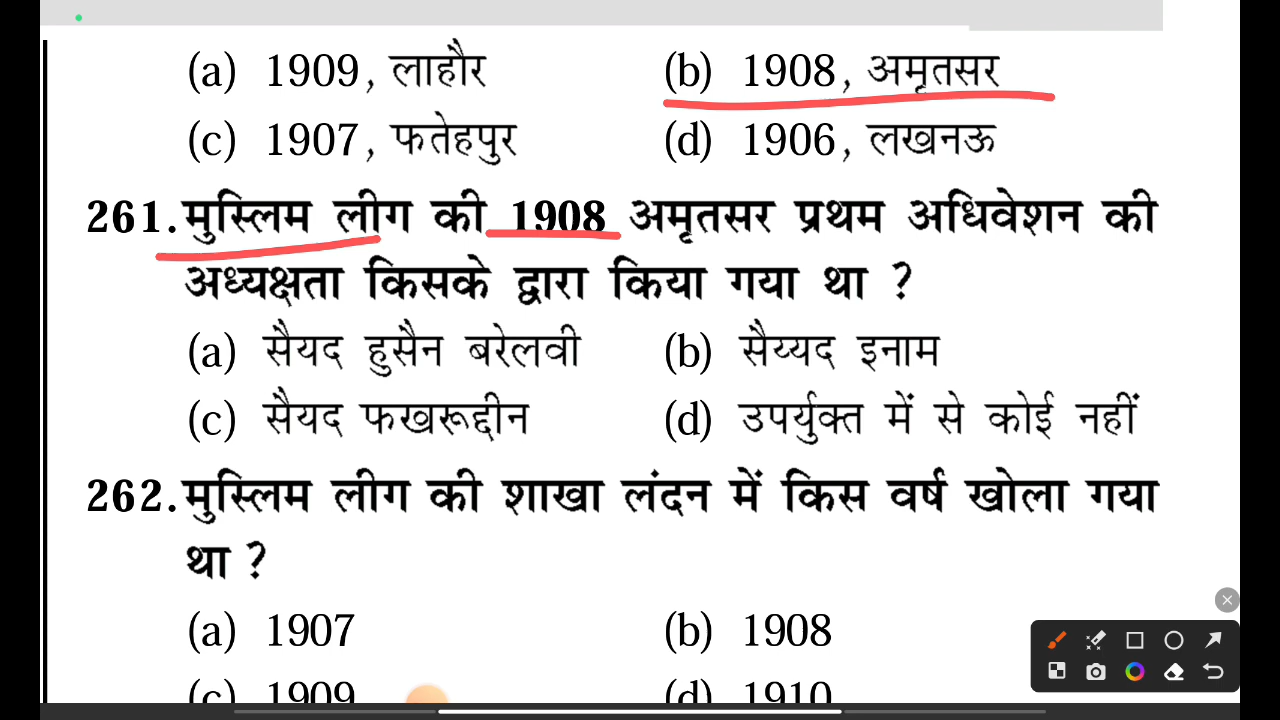 (a) 1909, लाहौर (b) 1908, अमृतसर
(c) 1907, फतेहपुर (d) 1906, लखनऊ
261. मुस्लिम लीग की 1908 अमृतसर प्रथम अधिवेशन की
अध्यक्षता किसके द्वारा किया गया था ?
(a) सैयद हुसैन बरेलवी (b) सैय्यद इनाम
(c) सैयद फखरूद्दीन (d) उपर्युक्त में से कोई नहीं
262. मुस्लिम लीग की शाखा लंदन में किस वर्ष खोला गया
था ?
(a) 1907 (b) 1908
(c) 1909 (d) 1910